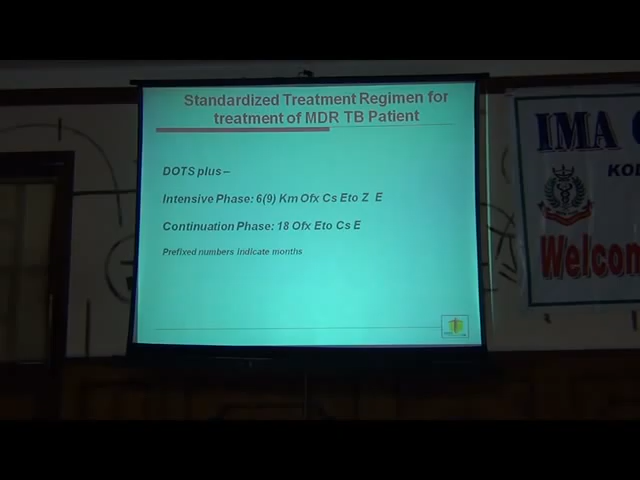 Standardized Treatment Regimen for
treatment of MDR TB Patient
DOTS plus –
Intensive Phase: 6(9) Km Ofx Cs Eto Z E
Continuation Phase: 18 Ofx Eto Cs E
Prefixed numbers indicate months
IMA
KOL
Welcom